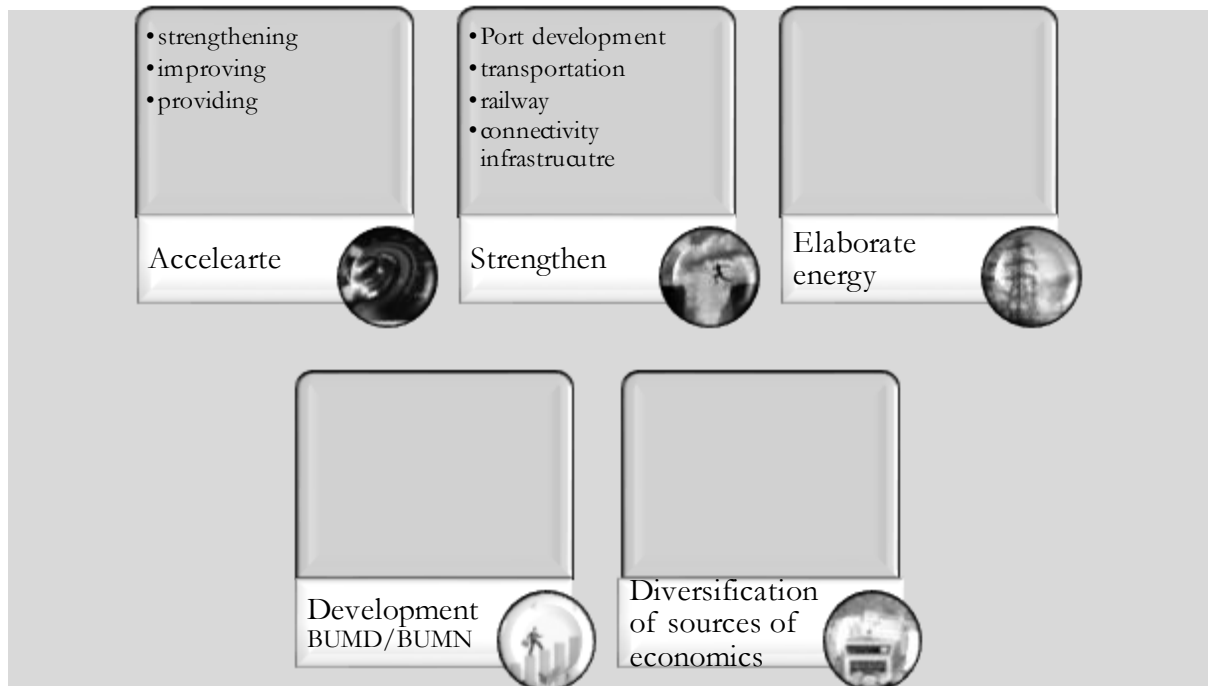 •strengthening
•improving
•providing
•Port development
•transportation
•railway
•connectivity
infrastrucutre
Accelearte
Strengthen
Elaborate
energy
Development
BUMD/BUMN
Diversification
of sources of
economics